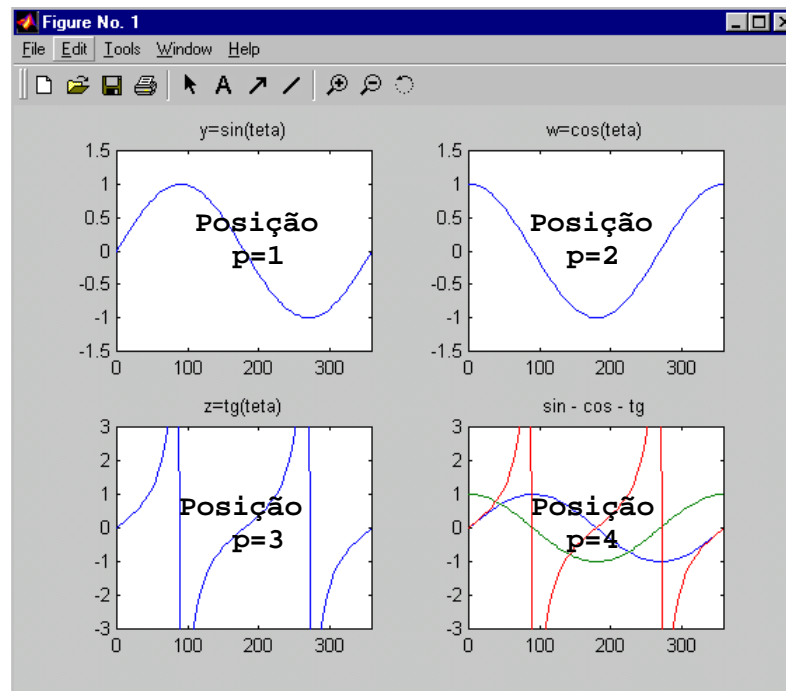 Figure No. 1
File Edit Tools Window Help
A
y=sin(teta)
1.5
1
0.5
0
-0.5
-1
-1.5
0 100 200 300
Posição
p=1
w=cos(teta)
1.5
1
0.5
0
-0.5
-1
-1.5
0 100 200 300
Posição
p=2
z=tg(teta)
3
2
1
0
-1
-2
-3
0 100 200 300
Posição
p=3
sin - cos - tg
3
2
1
0
-1
-2
-3
0 100 200 300
Posição
p=4